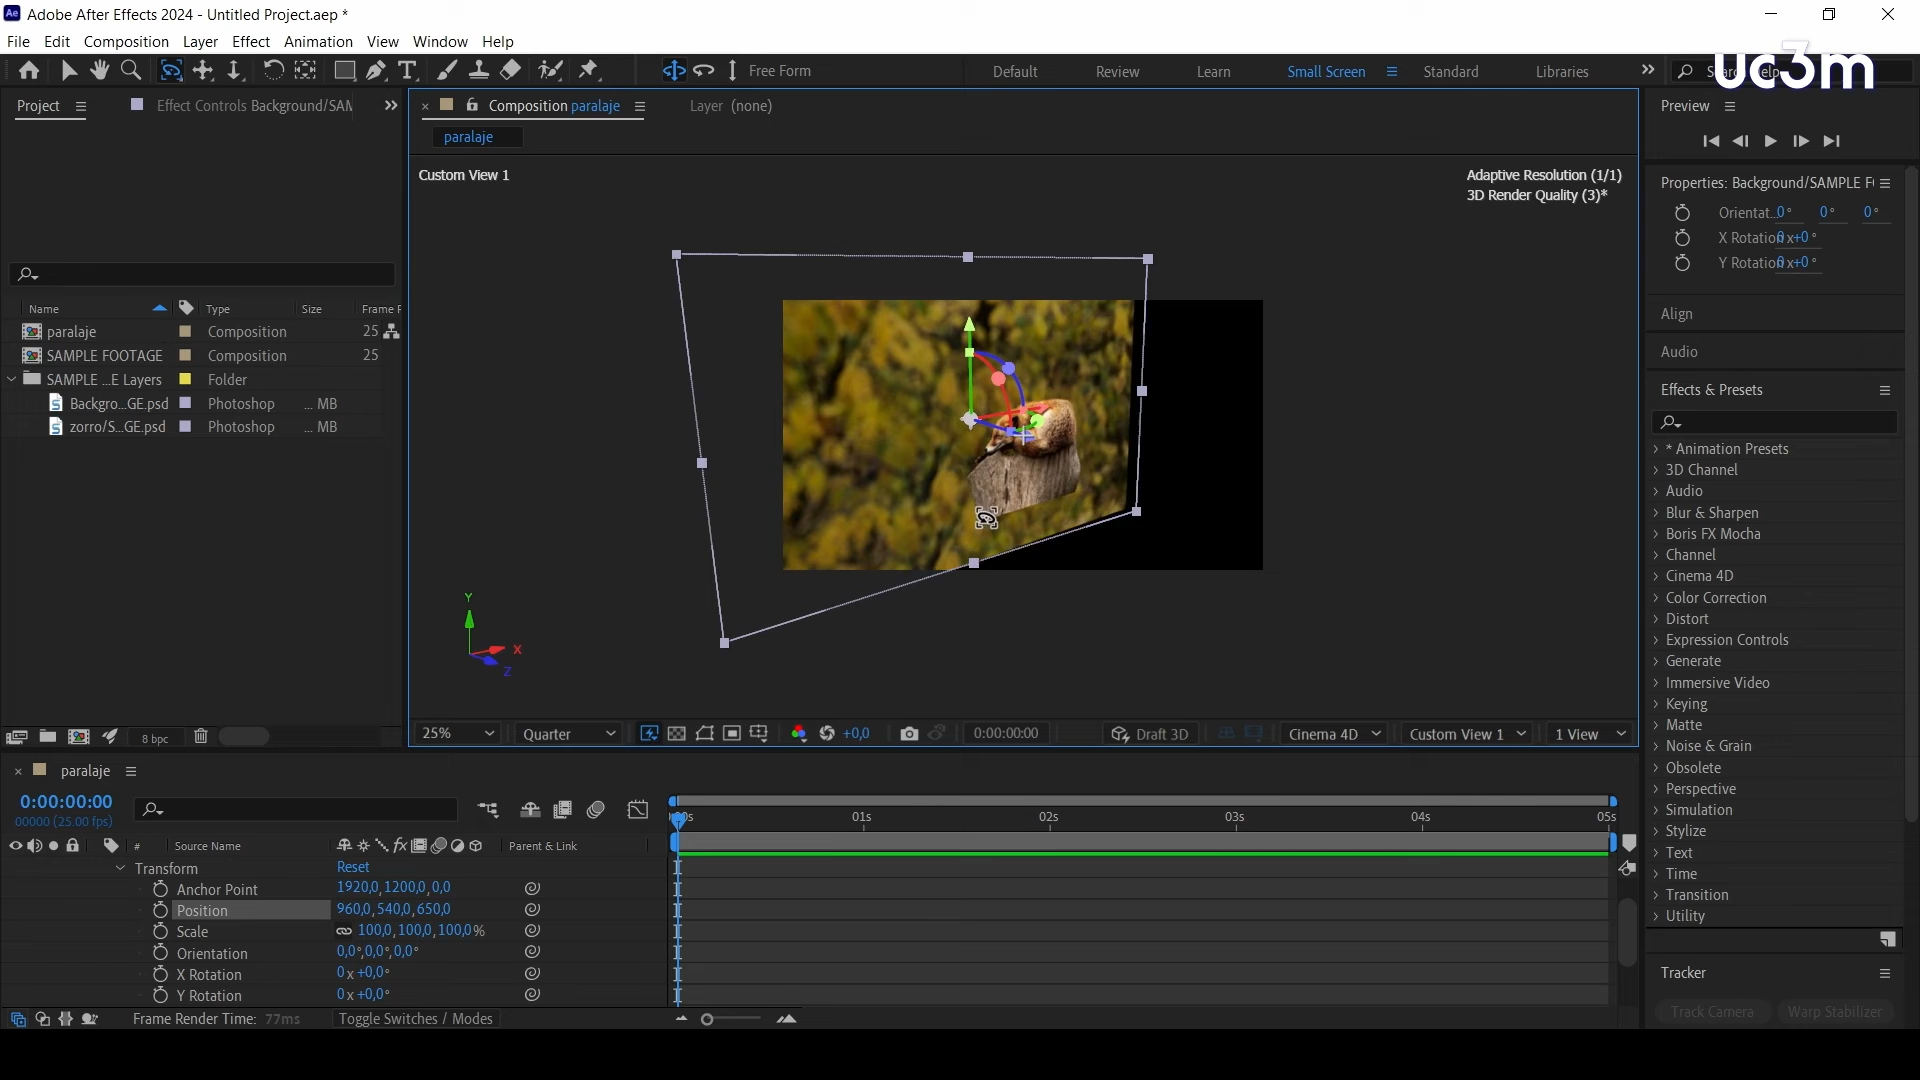 Adobe After Effects 2024 - Untitled Project.aep *
File Edit Composition Layer Effect Animation View Window Help
Free Form
Default Review Learn Small Screen Standard Libraries
uc3m
Project Effect Controls Background/SAM
Composition paralaje
Layer (none)
Preview
paralaje
Custom View 1
Adaptive Resolution (1/1)
3D Render Quality (3)*
Properties: Background/SAMPLE F
Orientat... 0° 0° 0°
X Rotation 0x+0°
Y Rotation 0x+0°
Align
Audio
Effects & Presets
Name Type Size Frame R
paralaje Composition 25
SAMPLE FOOTAGE Composition 25
SAMPLE ...E Layers Folder
Backgro...GE.psd Photoshop ... MB
zorro/S...GE.psd Photoshop ... MB
* Animation Presets
3D Channel
Audio
Blur & Sharpen
Boris FX Mocha
Channel
Cinema 4D
Color Correction
Distort
Expression Controls
Generate
Immersive Video
Keying
Matte
Noise & Grain
Obsolete
Perspective
Simulation
Stylize
Text
Time
Transition
Utility
Tracker
Track Camera Warp Stabilizer
Y
X
Z
8 bpc
25% Quarter +0,0 0:00:00:00 Draft 3D Cinema 4D Custom View 1 1 View
paralaje
0:00:00:00
00000 (25.00 fps)
01s 02s 03s 04s 05s
# Source Name Parent & Link
Transform Reset
Anchor Point 1920,0,1200,0,0,0
Position 960,0,540,0,650,0
Scale 100,0,100,0,100,0%
Orientation 0,0°,0,0°,0,0°
X Rotation 0x+0,0°
Y Rotation 0x+0,0°
Frame Render Time: 77ms Toggle Switches / Modes